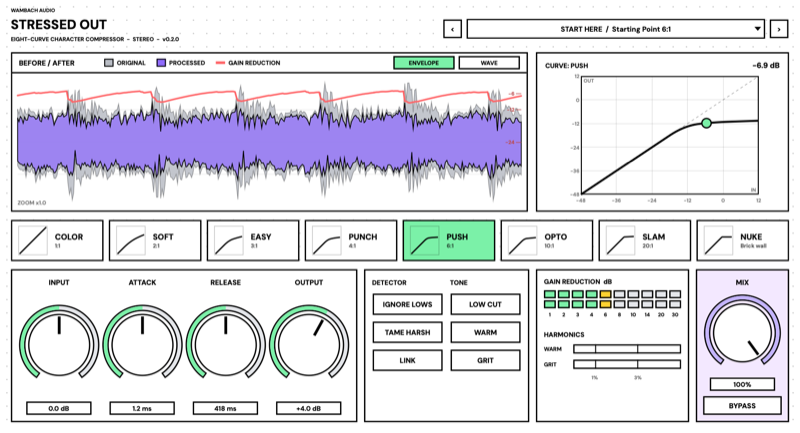 WAMBACH AUDIO
STRESSED OUT
EIGHT-CURVE CHARACTER COMPRESSOR - STEREO - v0.2.0
< START HERE / Starting Point 6:1 >
BEFORE / AFTER ORIGINAL PROCESSED GAIN REDUCTION ENVELOPE WAVE
ZOOM x1.0
CURVE: PUSH -6.9 dB
OUT
12
0
-12
-24
-36
-48
IN
-48 -36 -24 -12 0 12
COLOR
1:1
SOFT
2:1
EASY
3:1
PUNCH
4:1
PUSH
6:1
OPTO
10:1
SLAM
20:1
NUKE
Brick wall
INPUT ATTACK RELEASE OUTPUT
0.0 dB 1.2 ms 418 ms +4.0 dB
DETECTOR TONE
IGNORE LOWS LOW CUT
TAME HARSH WARM
LINK GRIT
GAIN REDUCTION dB
1 2 3 4 6 8 10 14 20 30
HARMONICS
WARM
GRIT
1% 3%
MIX
100%
BYPASS